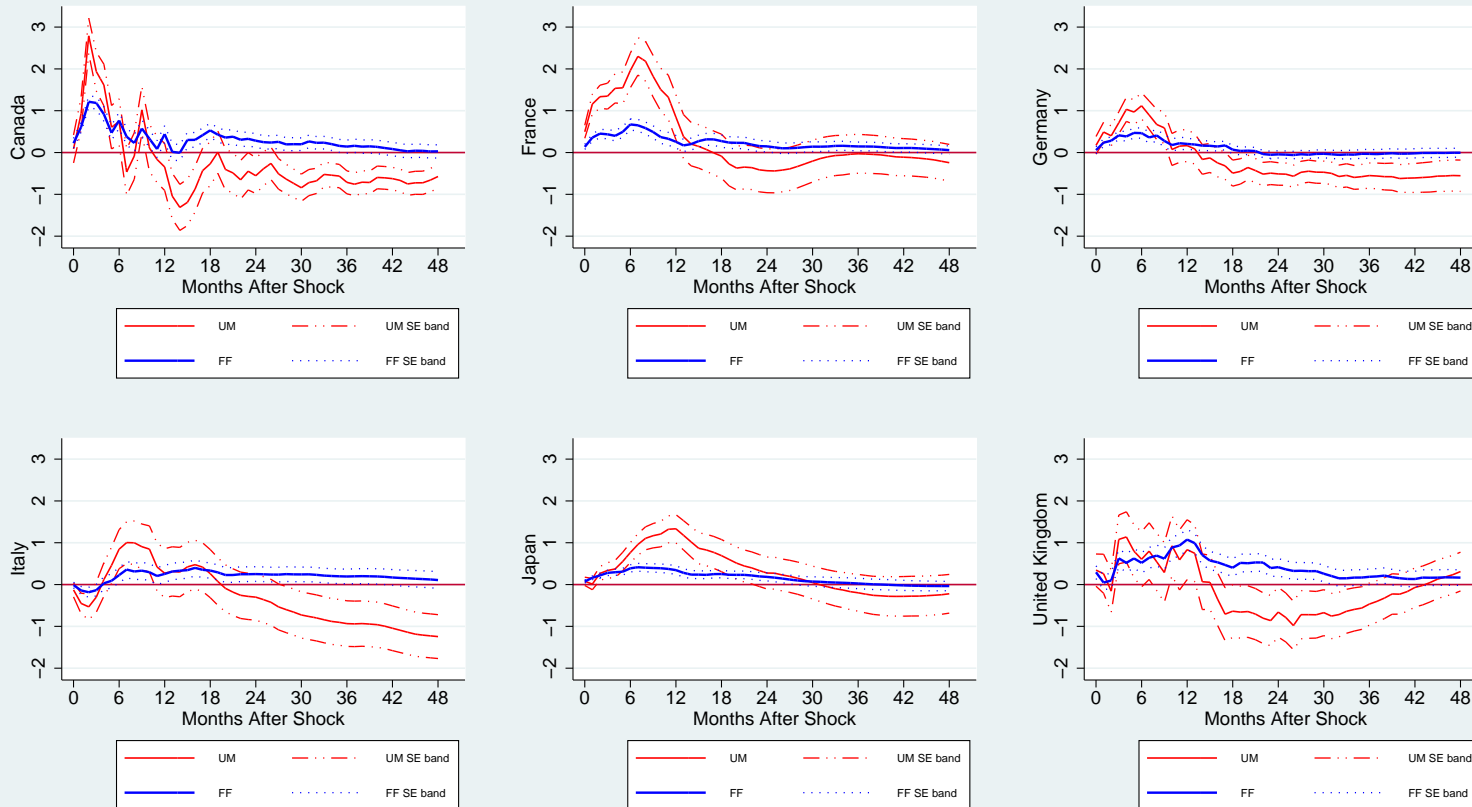 Canada
3
2
1
0
−1
−2
0 6 12 18 24 30 36 42 48
Months After Shock
UM UM SE band
FF FF SE band
France
3
2
1
0
−1
−2
0 6 12 18 24 30 36 42 48
Months After Shock
UM UM SE band
FF FF SE band
Germany
3
2
1
0
−1
−2
0 6 12 18 24 30 36 42 48
Months After Shock
UM UM SE band
FF FF SE band
Italy
3
2
1
0
−1
−2
0 6 12 18 24 30 36 42 48
Months After Shock
UM UM SE band
FF FF SE band
Japan
3
2
1
0
−1
−2
0 6 12 18 24 30 36 42 48
Months After Shock
UM UM SE band
FF FF SE band
United Kingdom
3
2
1
0
−1
−2
0 6 12 18 24 30 36 42 48
Months After Shock
UM UM SE band
FF FF SE band